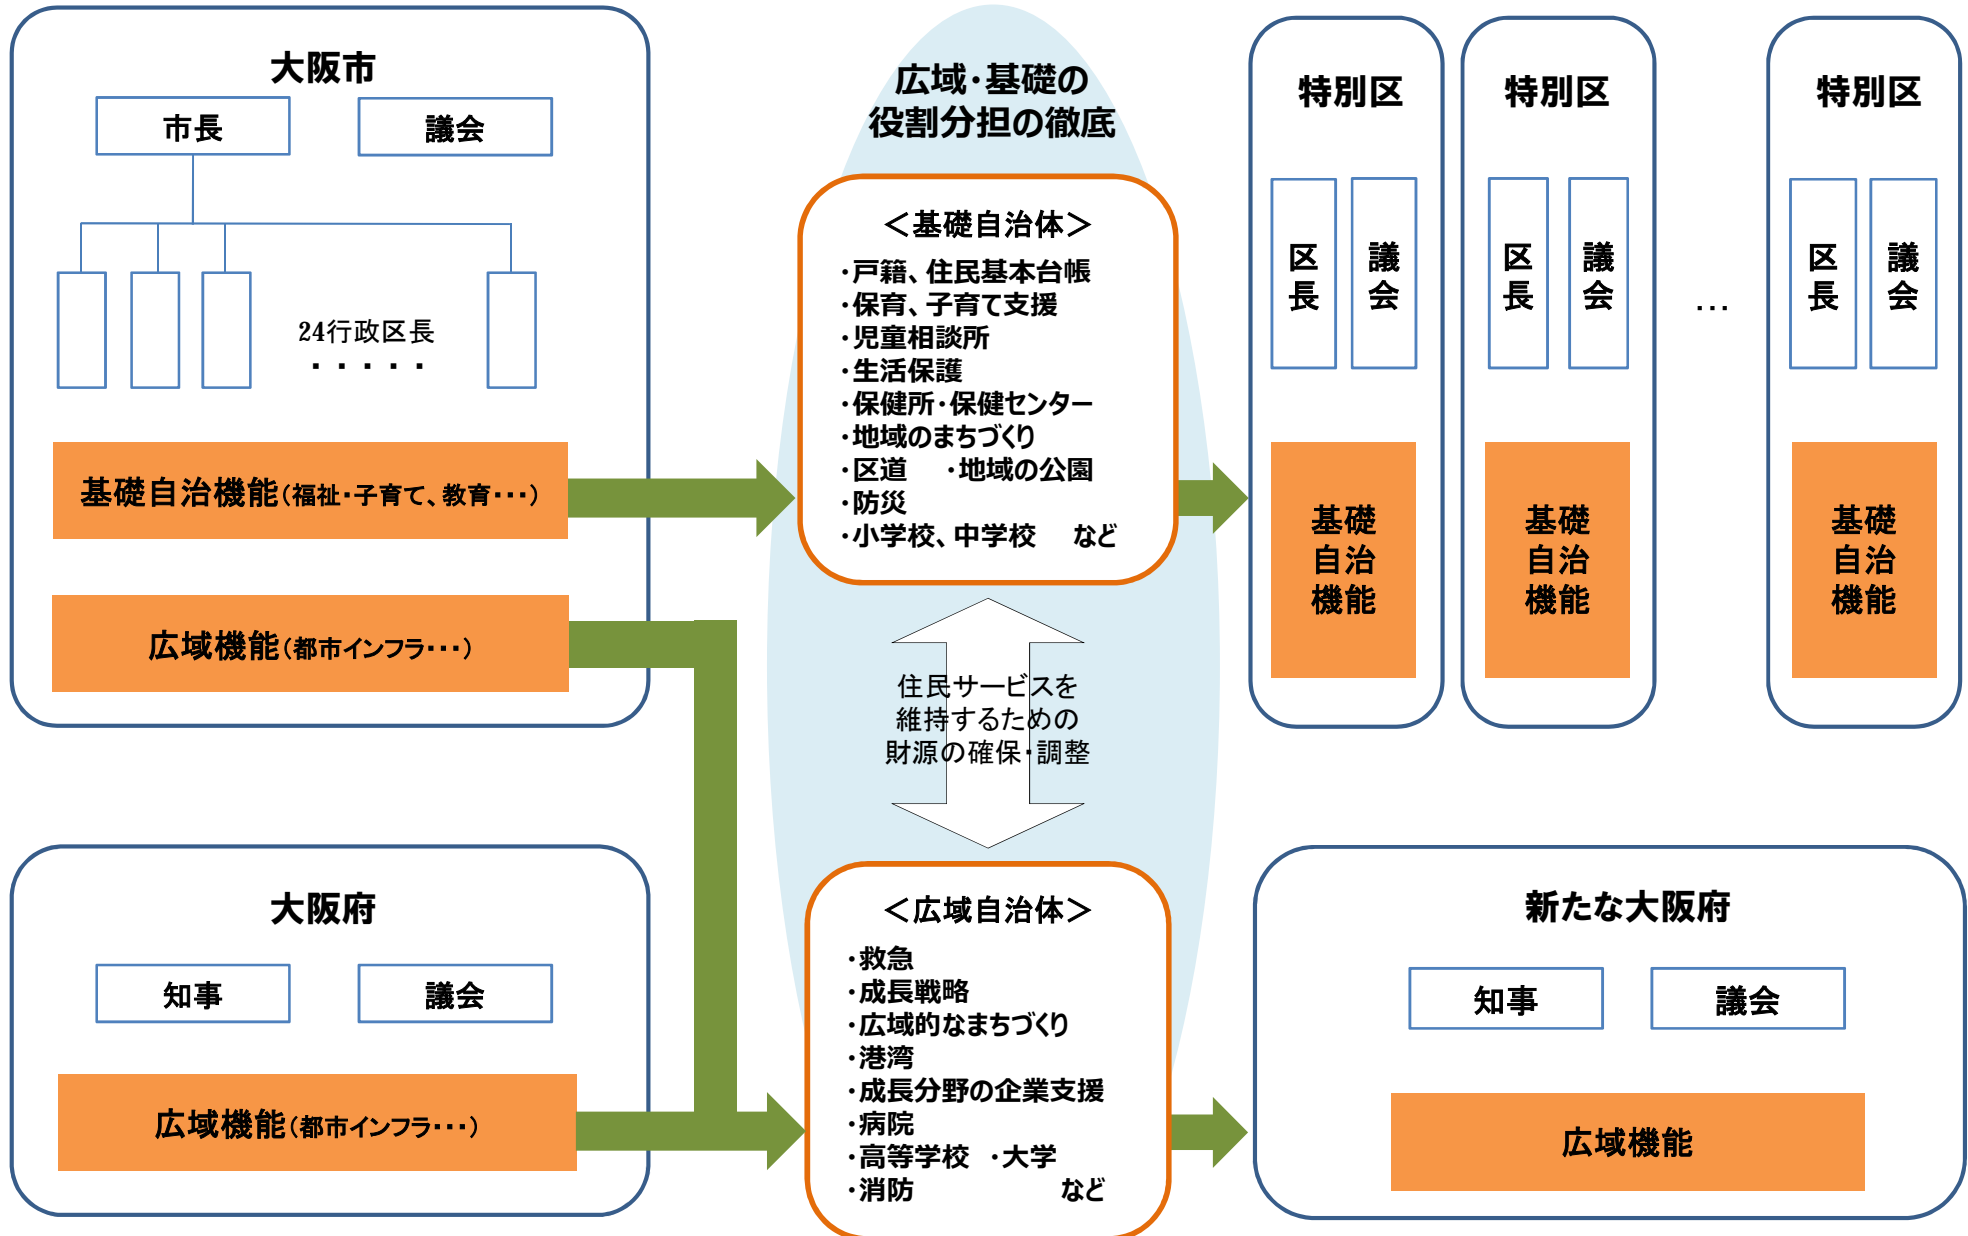 大阪市
市長
議会
24行政区長
・・・・・
基礎自治機能(福祉・子育て、教育・・・)
広域機能(都市インフラ・・・)
大阪府
知事
議会
広域機能(都市インフラ・・・)
広域・基礎の
役割分担の徹底
＜基礎自治体＞
・戸籍、住民基本台帳
・保育、子育て支援
・児童相談所
・生活保護
・保健所・保健センター
・地域のまちづくり
・区道　・地域の公園
・防災
・小学校、中学校　など
住民サービスを
維持するための
財源の確保・調整
＜広域自治体＞
・救急
・成長戦略
・広域的なまちづくり
・港湾
・成長分野の企業支援
・病院
・高等学校　・大学
・消防　　　　　など
特別区
区長
議会
基礎
自治
機能
特別区
区長
議会
基礎
自治
機能
…
特別区
区長
議会
基礎
自治
機能
新たな大阪府
知事
議会
広域機能